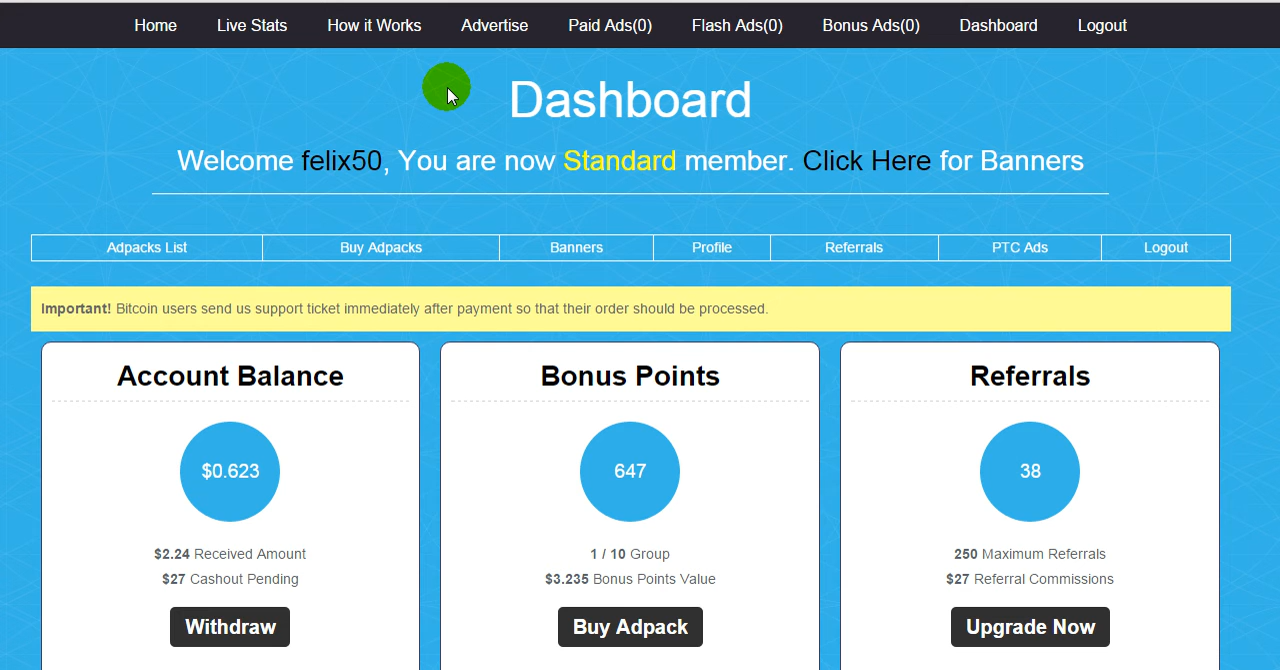 Home Live Stats How it Works Advertise Paid Ads(0) Flash Ads(0) Bonus Ads(0) Dashboard Logout
Dashboard
Welcome felix50, You are now Standard member. Click Here for Banners
Adpacks List Buy Adpacks Banners Profile Referrals PTC Ads Logout
Important! Bitcoin users send us support ticket immediately after payment so that their order should be processed.
Account Balance
$0.623
$2.24 Received Amount
$27 Cashout Pending
Withdraw
Bonus Points
647
1 / 10 Group
$3.235 Bonus Points Value
Buy Adpack
Referrals
38
250 Maximum Referrals
$27 Referral Commissions
Upgrade Now